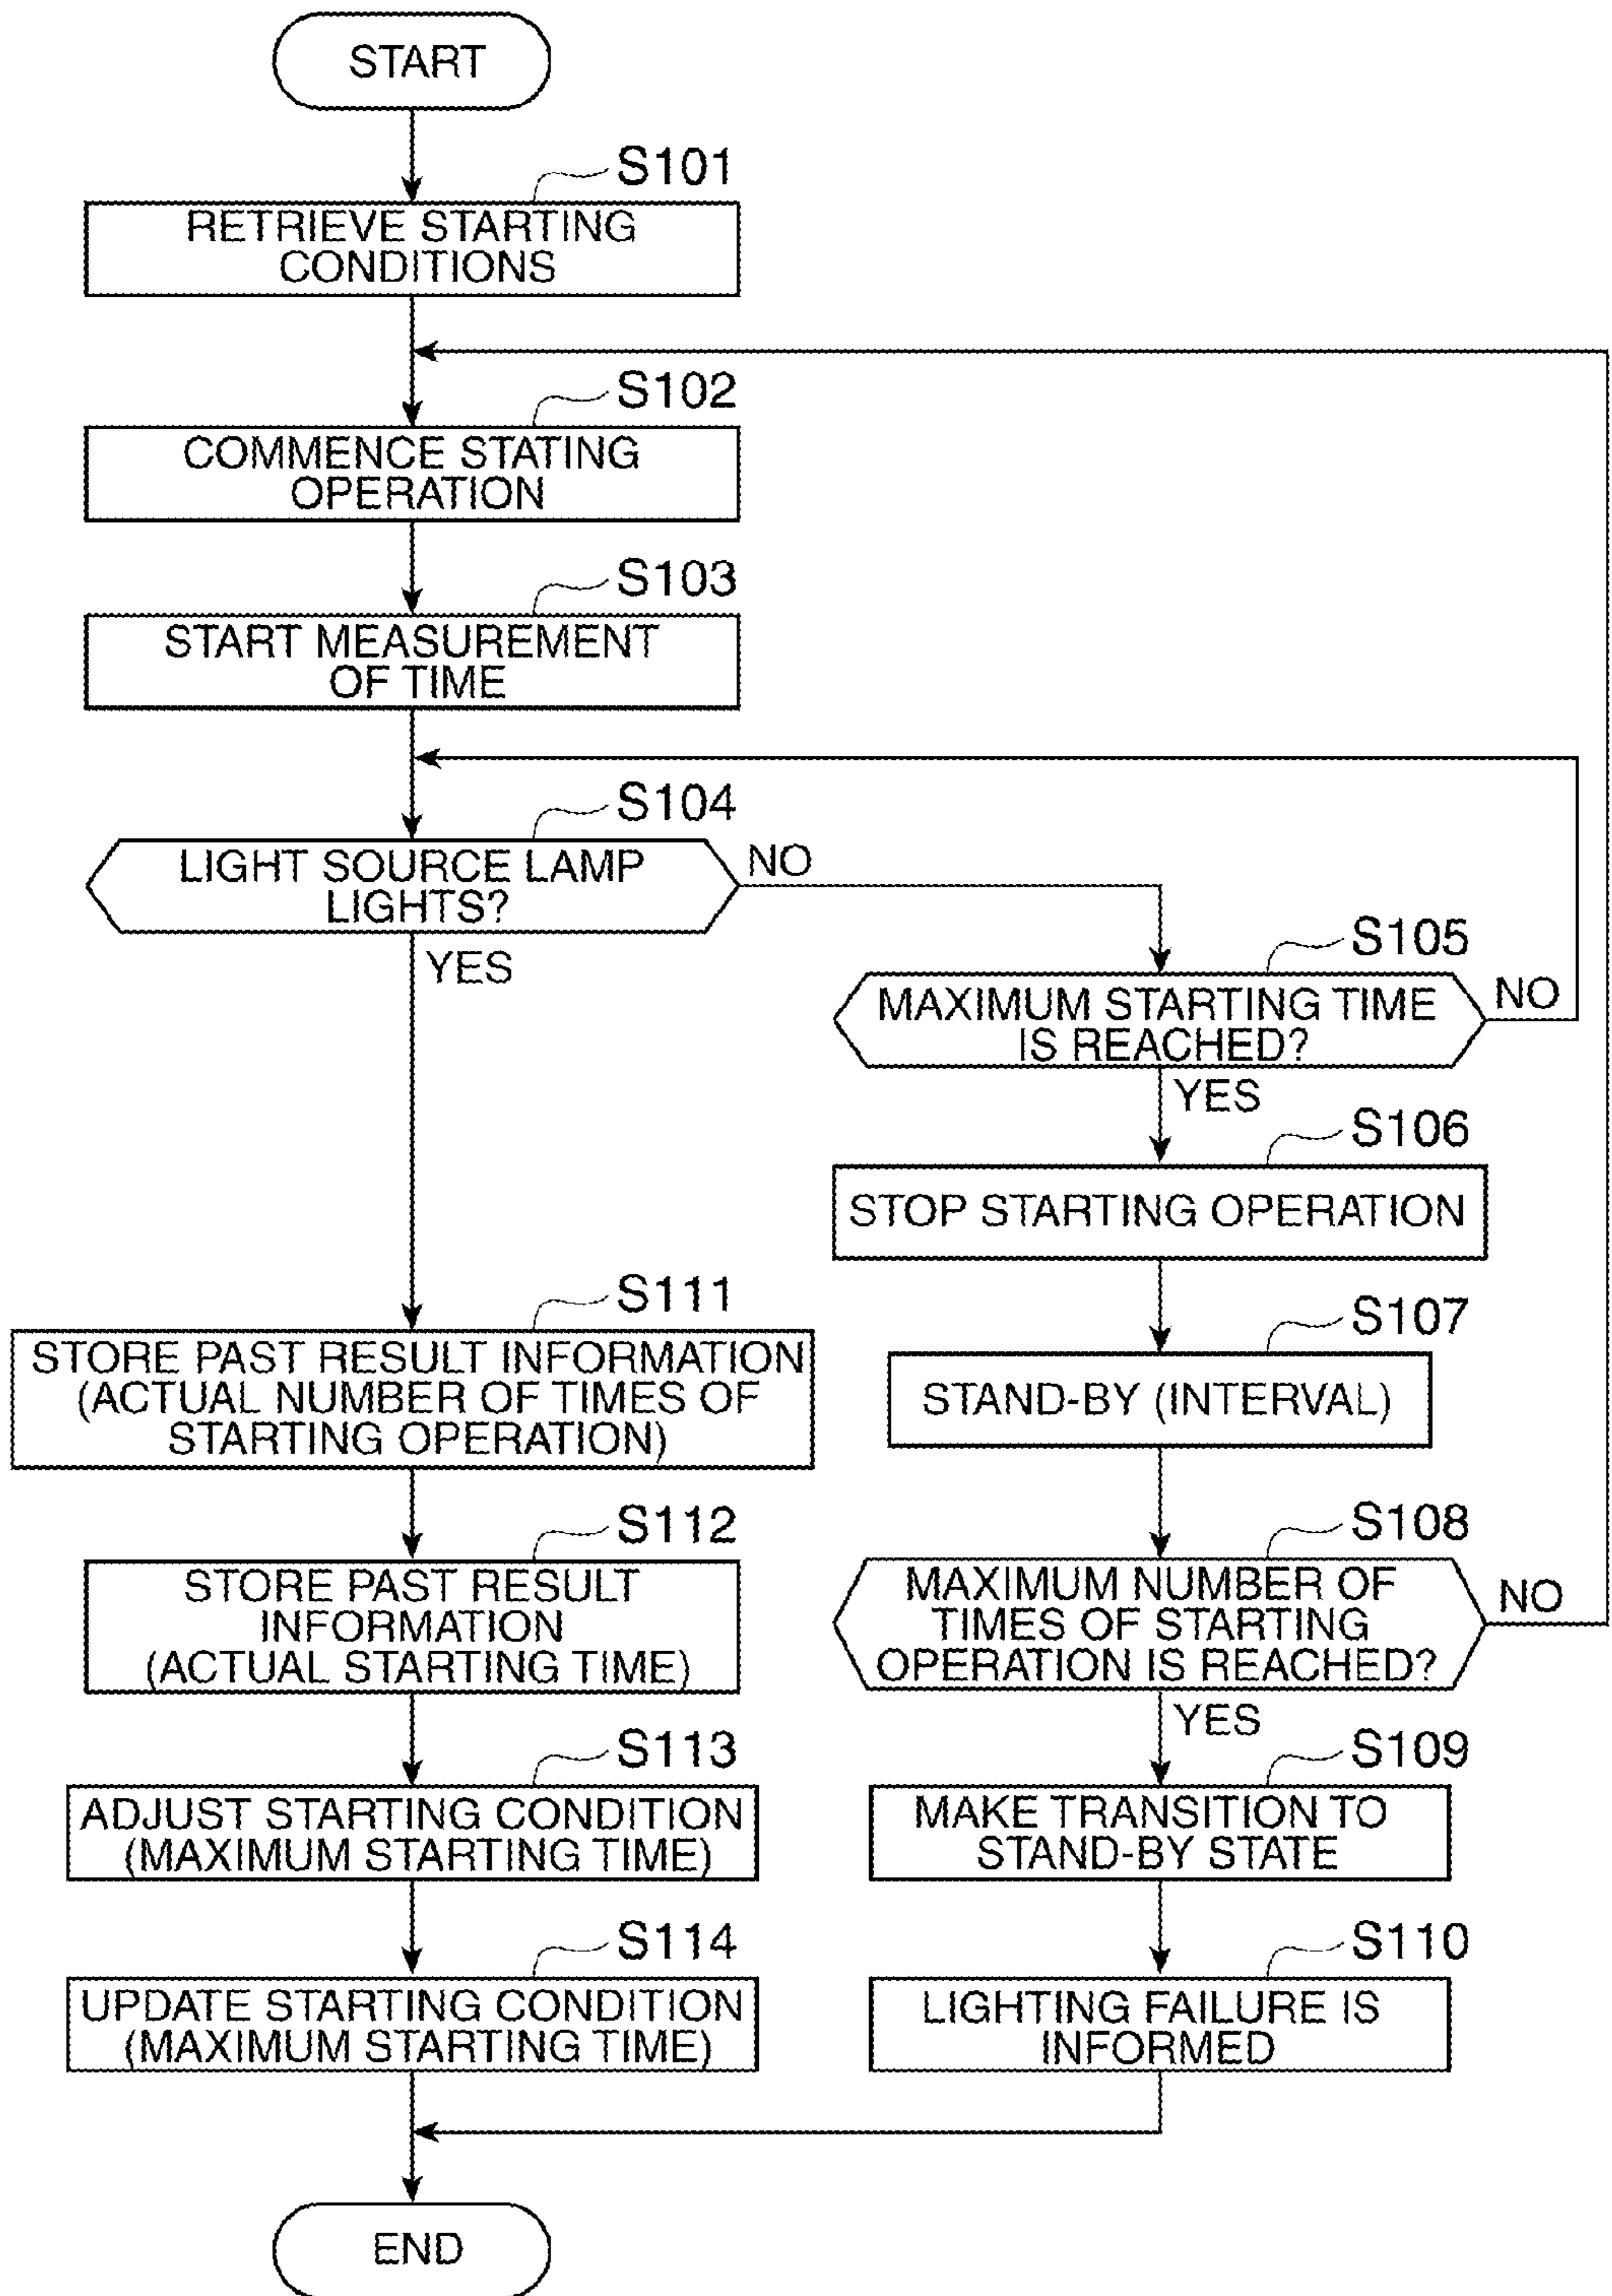 START
S101
RETRIEVE STARTING
CONDITIONS
S102
COMMENCE STATING
OPERATION
S103
START MEASUREMENT
OF TIME
S104
LIGHT SOURCE LAMP
LIGHTS?
NO
YES
S105
MAXIMUM STARTING TIME
IS REACHED?
NO
YES
S106
STOP STARTING OPERATION
S107
STAND-BY (INTERVAL)
S108
MAXIMUM NUMBER OF
TIMES OF STARTING
OPERATION IS REACHED?
NO
YES
S109
MAKE TRANSITION TO
STAND-BY STATE
S110
LIGHTING FAILURE IS
INFORMED
S111
STORE PAST RESULT INFORMATION
(ACTUAL NUMBER OF TIMES OF
STARTING OPERATION)
S112
STORE PAST RESULT
INFORMATION
(ACTUAL STARTING TIME)
S113
ADJUST STARTING CONDITION
(MAXIMUM STARTING TIME)
S114
UPDATE STARTING CONDITION
(MAXIMUM STARTING TIME)
END